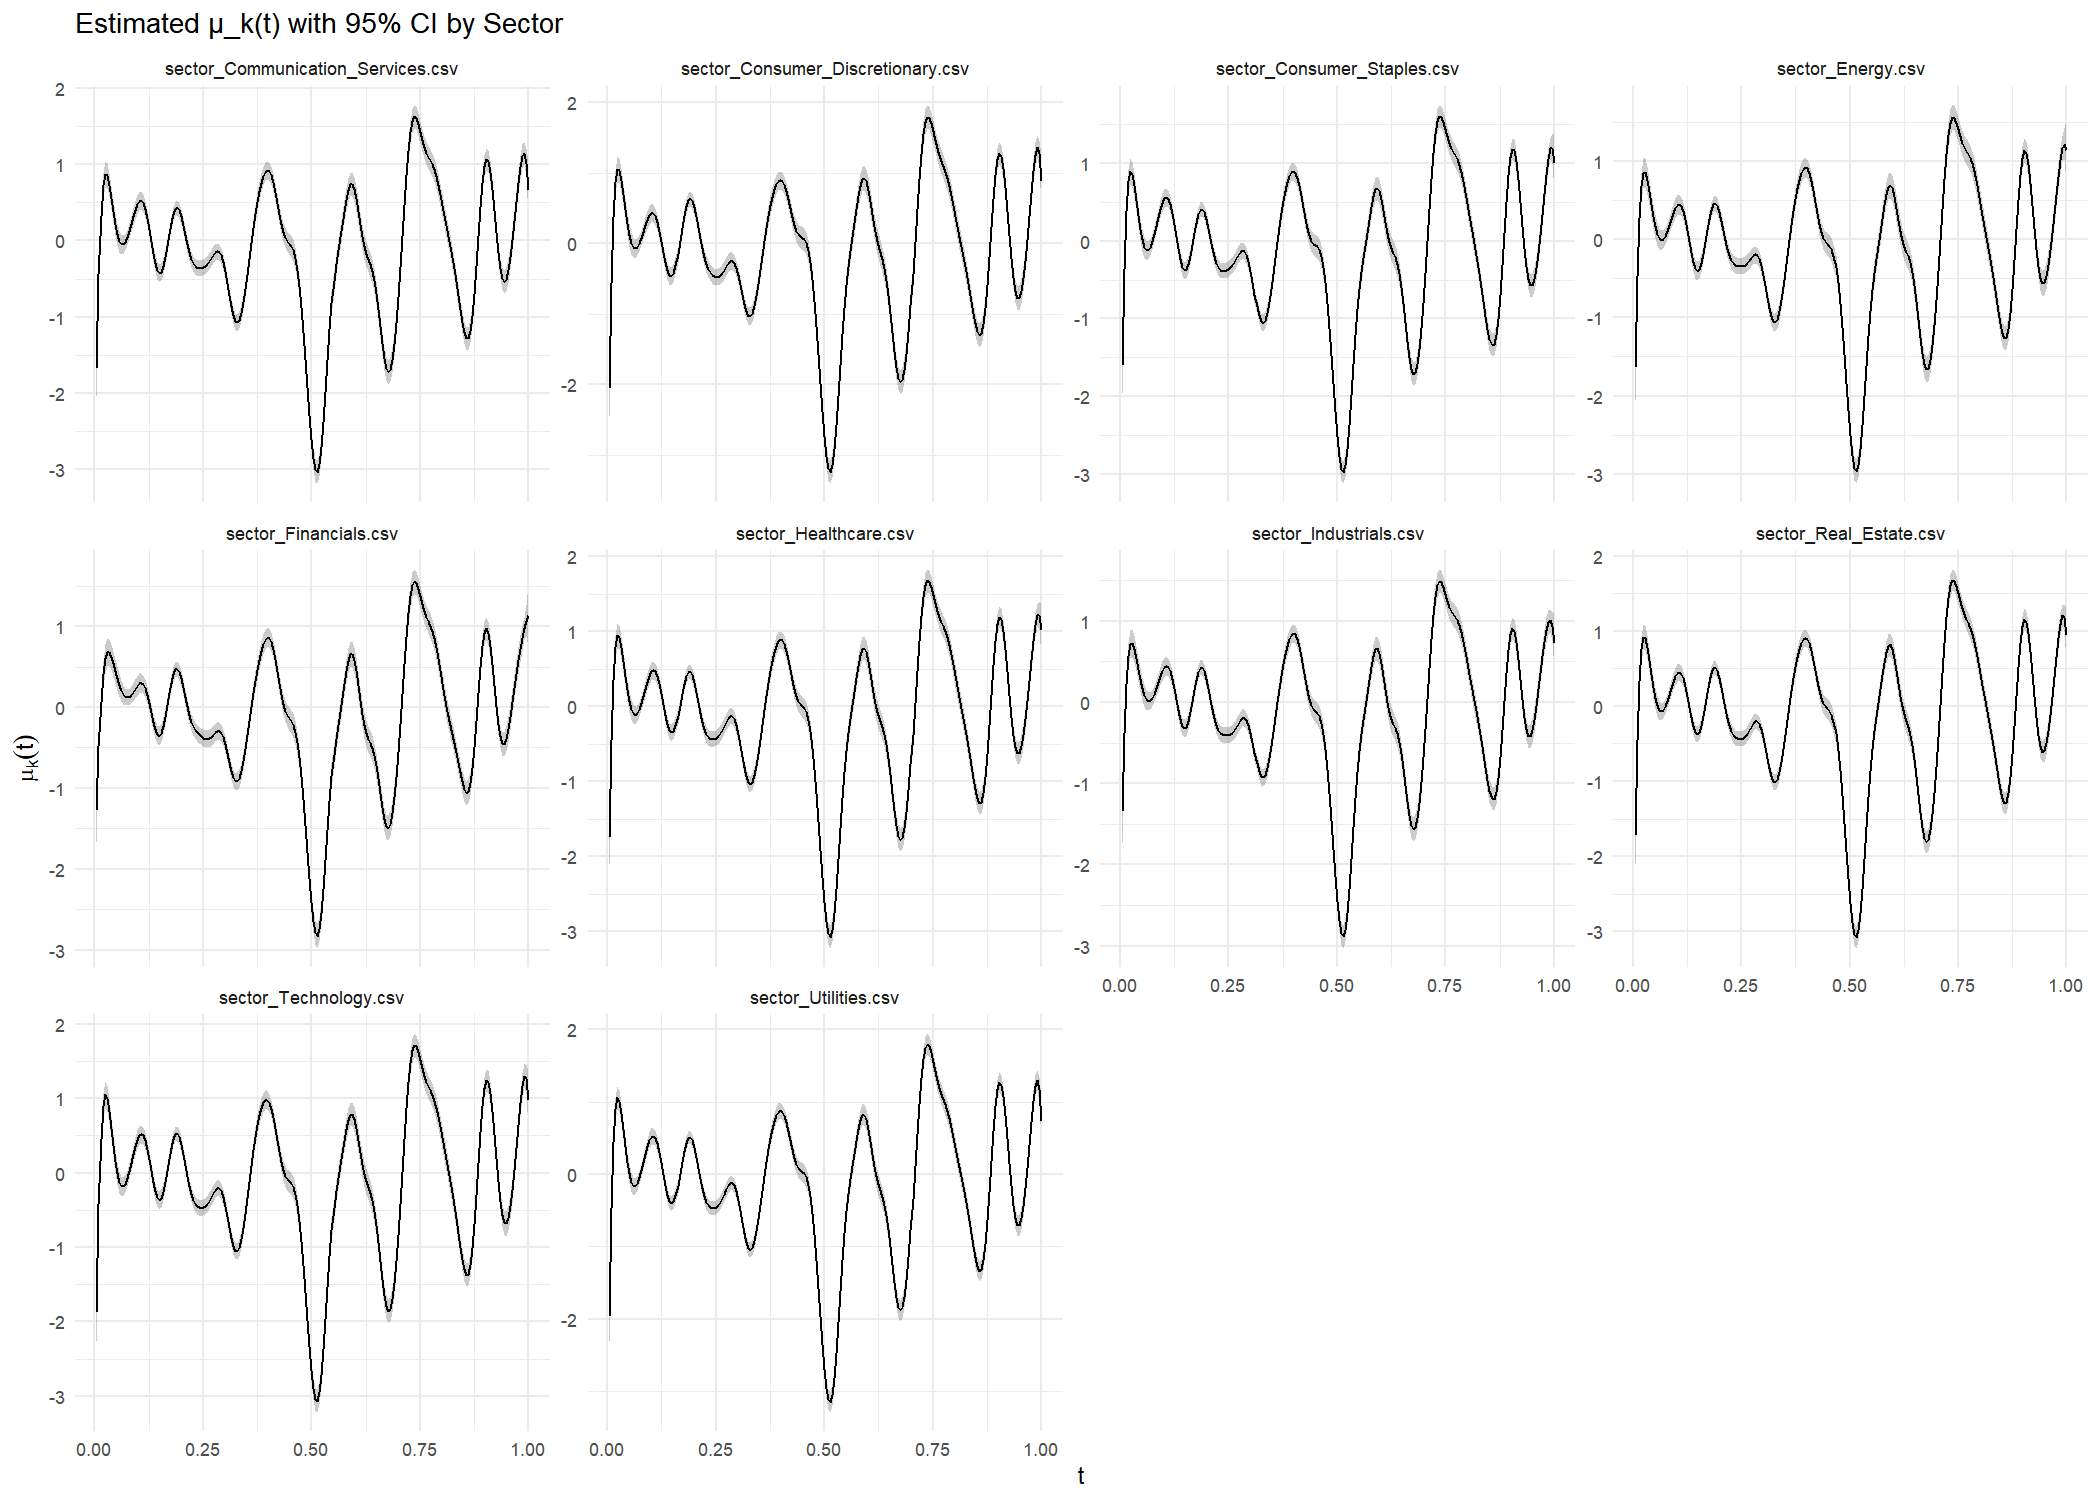 Estimated μ_k(t) with 95% CI by Sector
sector_Communication_Services.csv
sector_Consumer_Discretionary.csv
sector_Consumer_Staples.csv
sector_Energy.csv
2
1
0
-1
-2
-3
2
0
-2
1
0
-1
-2
-3
1
0
-1
-2
-3
sector_Financials.csv
sector_Healthcare.csv
sector_Industrials.csv
sector_Real_Estate.csv
1
0
-1
-2
-3
2
1
0
-1
-2
-3
1
0
-1
-2
-3
2
1
0
-1
-2
-3
0.00 0.25 0.50 0.75 1.00
0.00 0.25 0.50 0.75 1.00
μk(t)
sector_Technology.csv
sector_Utilities.csv
2
1
0
-1
-2
-3
2
0
-2
0.00 0.25 0.50 0.75 1.00
0.00 0.25 0.50 0.75 1.00
t